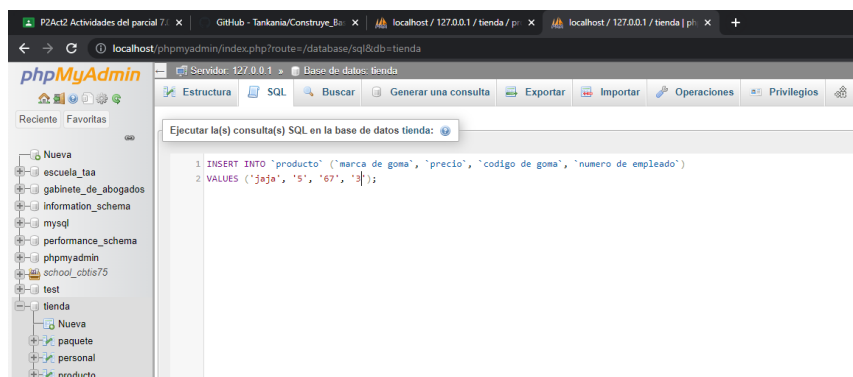 P2Act2 Actividades del parcial 7.
GitHub - Tankania/Construye_Ba
localhost / 127.0.0.1 / tienda / pr
localhost / 127.0.0.1 / tienda | ph
localhost/phpmyadmin/index.php?route=/database/sql&db=tienda
phpMyAdmin
Reciente Favoritas
Nueva
escuela_taa
gabinete_de_abogados
information_schema
mysql
performance_schema
phpmyadmin
school_cbtis75
test
tienda
Nueva
paquete
personal
producto
Servidor: 127.0.0.1 » Base de datos: tienda
Estructura SQL Buscar Generar una consulta Exportar Importar Operaciones Privilegios
Ejecutar la(s) consulta(s) SQL en la base de datos tienda:
1 INSERT INTO `producto` (`marca de goma`, `precio`, `codigo de goma`, `numero de empleado`)
2 VALUES ('jaja', '5', '67', '3');